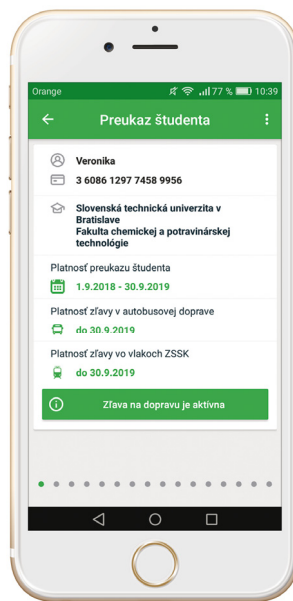 Orange 77 % 10:39
Preukaz študenta
Veronika
3 6086 1297 7458 9956
Slovenská technická univerzita v
Bratislave
Fakulta chemickej a potravinárskej
technológie
Platnosť preukazu študenta
1.9.2018 - 30.9.2019
Platnosť zľavy v autobusovej doprave
do 30.9.2019
Platnosť zľavy vo vlakoch ZSSK
do 30.9.2019
Zľava na dopravu je aktívna